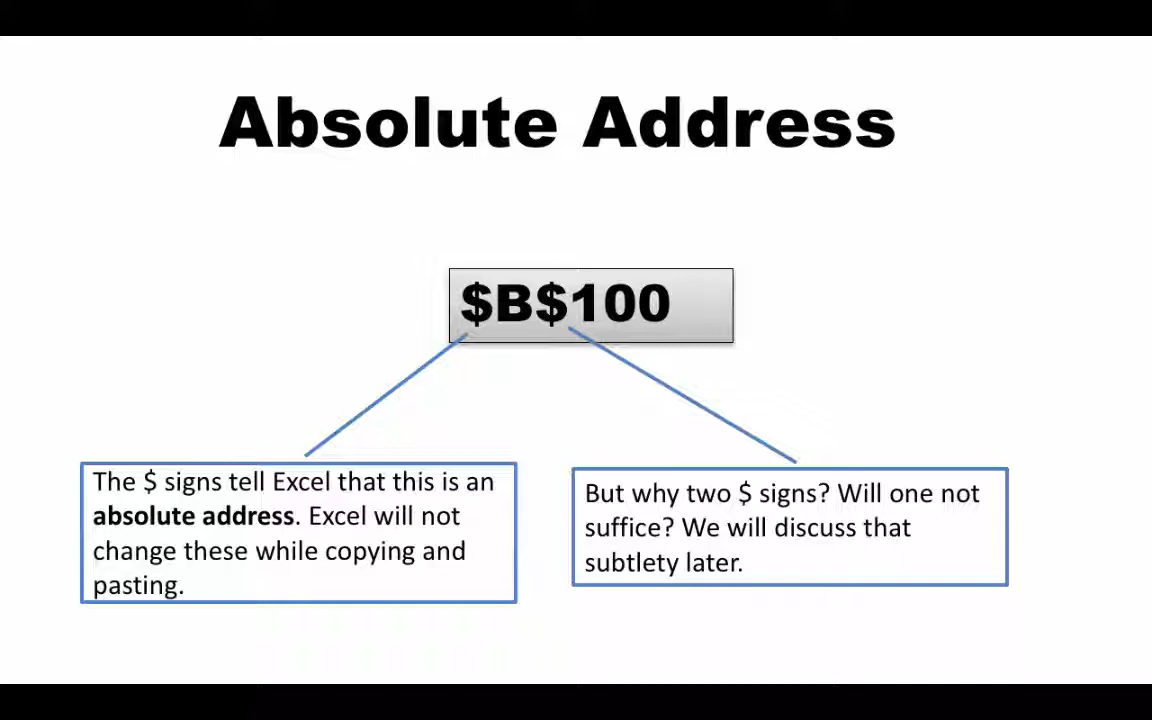 Absolute Address
$B$100
The $ signs tell Excel that this is an
absolute address. Excel will not
change these while copying and
pasting.
But why two $ signs? Will one not
suffice? We will discuss that
subtlety later.